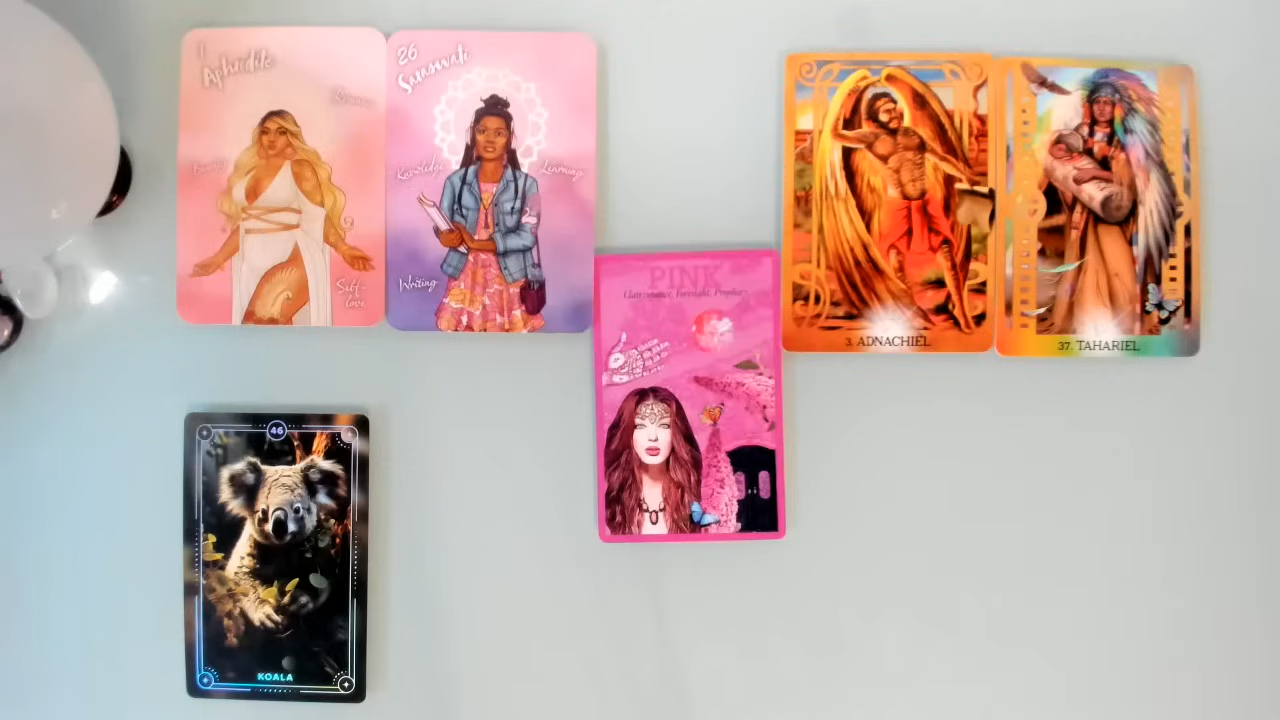 1
Aphrodite
Romance
Beauty
Self-
love
26
Saraswati
Knowledge
Learning
Writing
PINK
Clairvoyance, Foresight, Prophecy
3. ADNACHIEL
37. TAHARIEL
46
KOALA